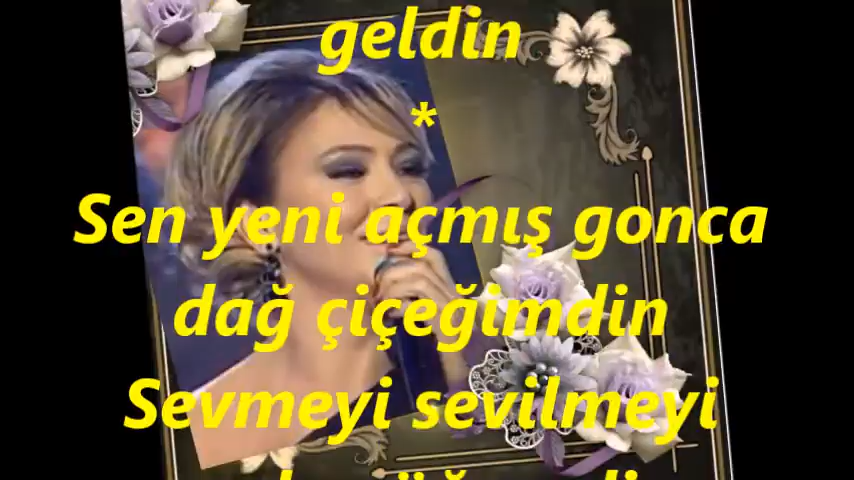 geldin
*
Sen yeni açmış gonca
dağ çiçeğimdin
Sevmeyi sevilmeyi